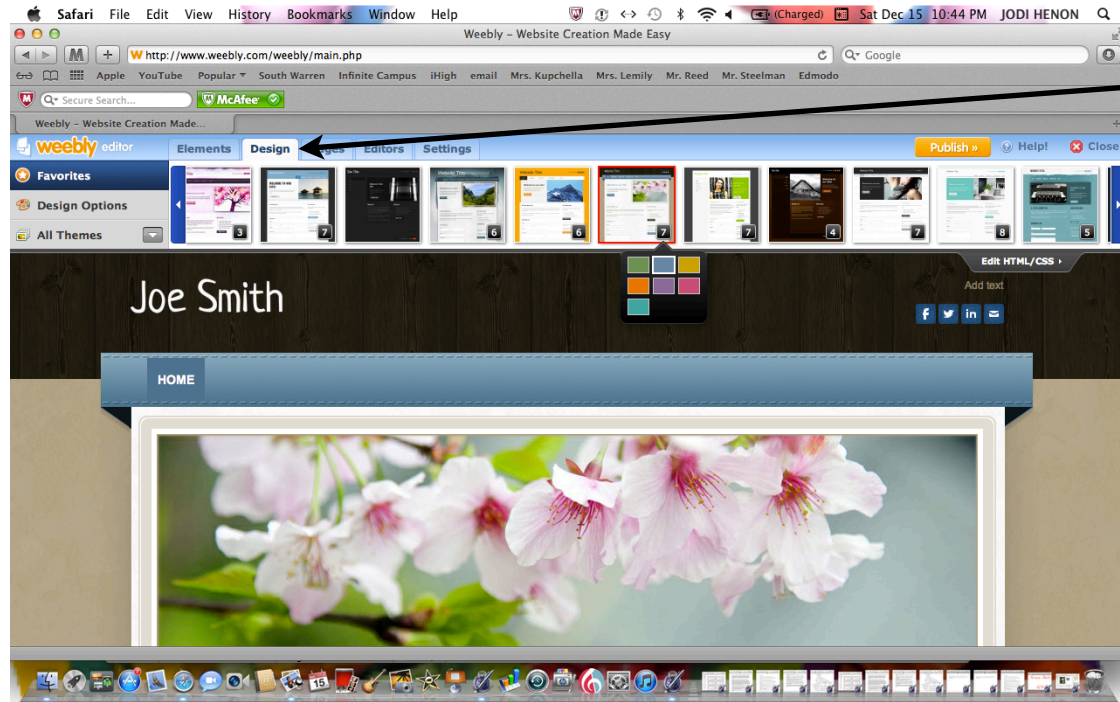 Safari File Edit View History Bookmarks Window Help (Charged) Sat Dec 15 10:44 PM JODI HENON
Weebly – Website Creation Made Easy
http://www.weebly.com/weebly/main.php Google
Apple YouTube Popular South Warren Infinite Campus iHigh email Mrs. Kupchella Mrs. Lemily Mr. Reed Mr. Steelman Edmodo
Secure Search... McAfee
Weebly – Website Creation Made...
weebly editor Elements Design Editors Settings Publish » Help! Close
Favorites
Design Options
All Themes
3 7 6 6 7 7 4 7 8 5
Edit HTML/CSS
Joe Smith
Add text
HOME